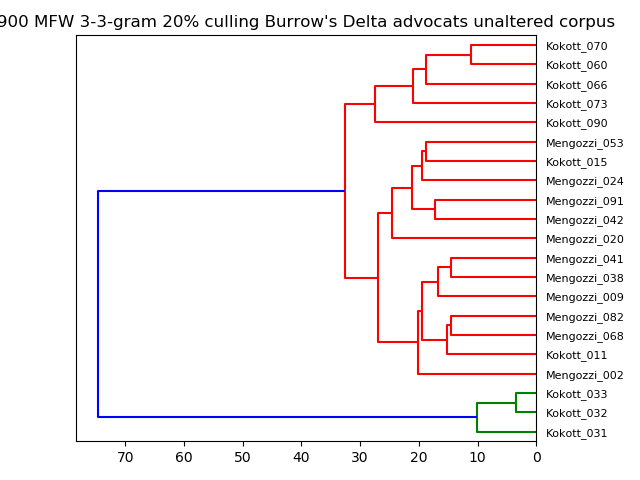 900 MFW 3-3-gram 20% culling Burrow's Delta advocats unaltered corpus
Kokott_070
Kokott_060
Kokott_066
Kokott_073
Kokott_090
Mengozzi_053
Kokott_015
Mengozzi_024
Mengozzi_091
Mengozzi_042
Mengozzi_020
Mengozzi_041
Mengozzi_038
Mengozzi_009
Mengozzi_082
Mengozzi_068
Kokott_011
Mengozzi_002
Kokott_033
Kokott_032
Kokott_031
70 60 50 40 30 20 10 0